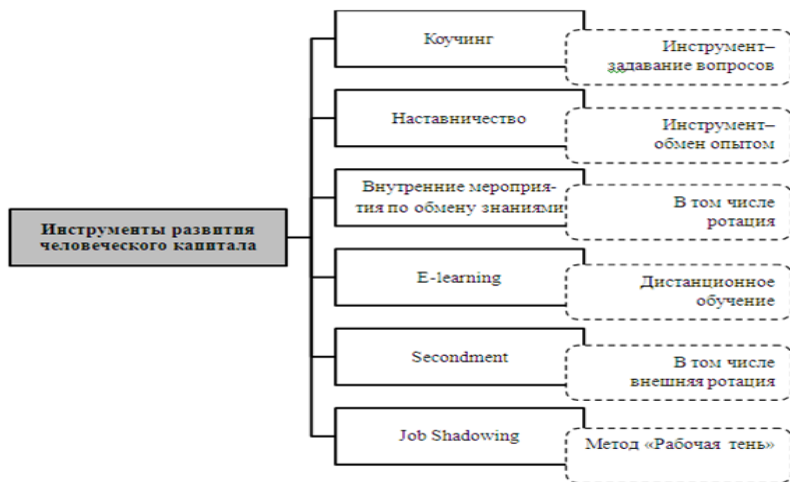 Коучинг
Инструмент–
задавание вопросов
Наставничество
Инструмент–
обмен опытом
Внутренние мероприя-
тия по обмену знаниями
В том числе
ротация
Инструменты развития
человеческого капитала
E-learning
Дистанционное
обучение
Secondment
В том числе
внешняя ротация
Job Shadowing
Метод «Рабочая тень»